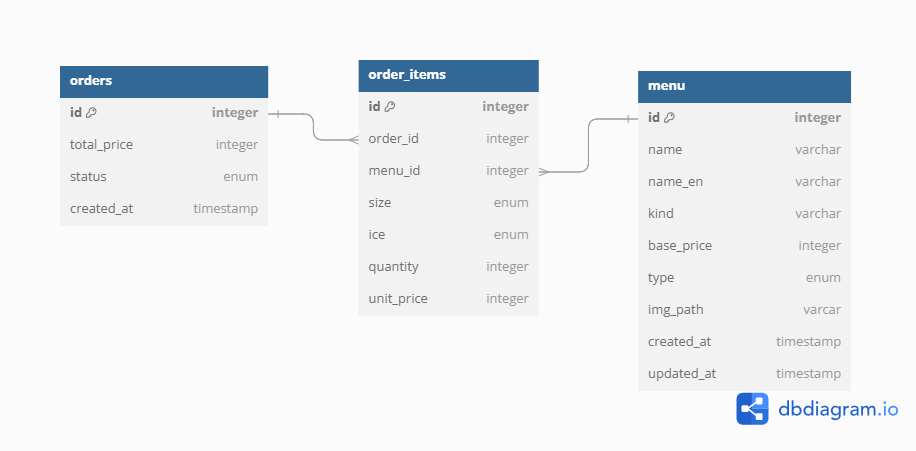 orders
id integer
total_price integer
status enum
created_at timestamp
order_items
id integer
order_id integer
menu_id integer
size enum
ice enum
quantity integer
unit_price integer
menu
id integer
name varchar
name_en varchar
kind varchar
base_price integer
type enum
img_path varcar
created_at timestamp
updated_at timestamp
dbdiagram.io